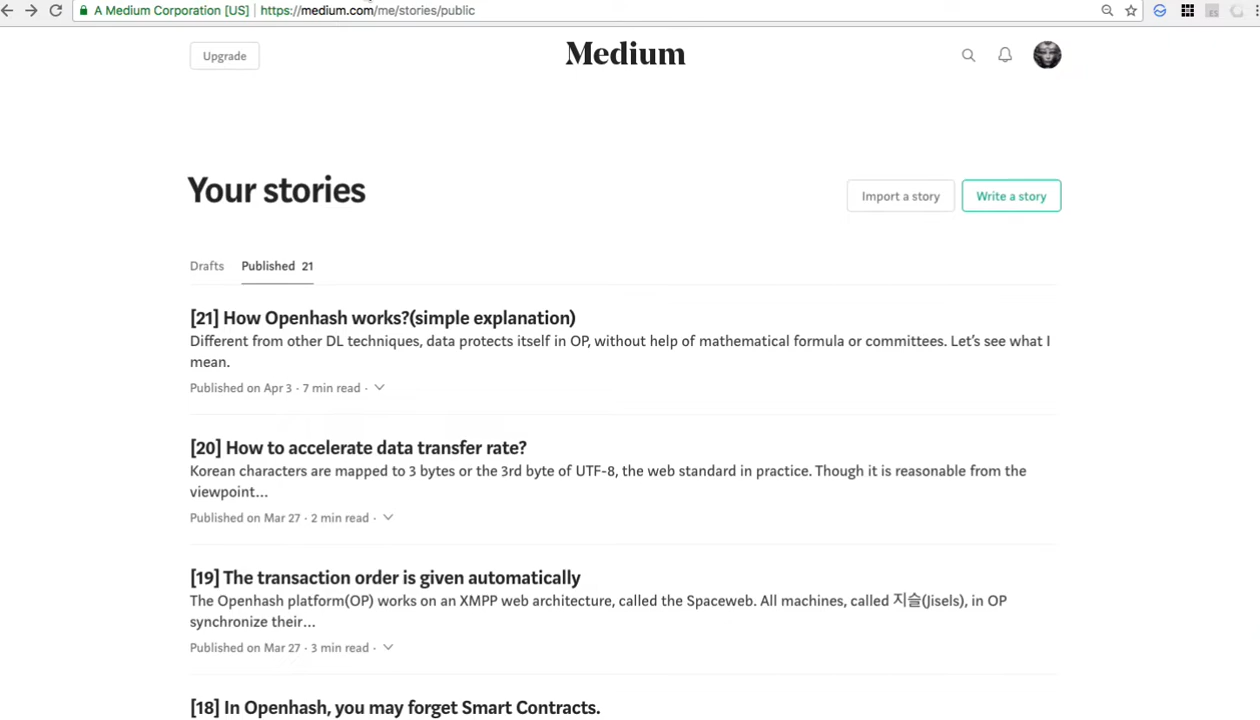 A Medium Corporation [US] | https://medium.com/me/stories/public
Upgrade
Medium
Your stories
Import a story
Write a story
Drafts
Published 21
[21] How Openhash works?(simple explanation)
Different from other DL techniques, data protects itself in OP, without help of mathematical formula or committees. Let's see what I
mean.
Published on Apr 3 · 7 min read ·
[20] How to accelerate data transfer rate?
Korean characters are mapped to 3 bytes or the 3rd byte of UTF-8, the web standard in practice. Though it is reasonable from the
viewpoint...
Published on Mar 27 · 2 min read ·
[19] The transaction order is given automatically
The Openhash platform(OP) works on an XMPP web architecture, called the Spaceweb. All machines, called 지슬(Jisels), in OP
synchronize their...
Published on Mar 27 · 3 min read ·
[18] In Openhash, you may forget Smart Contracts.